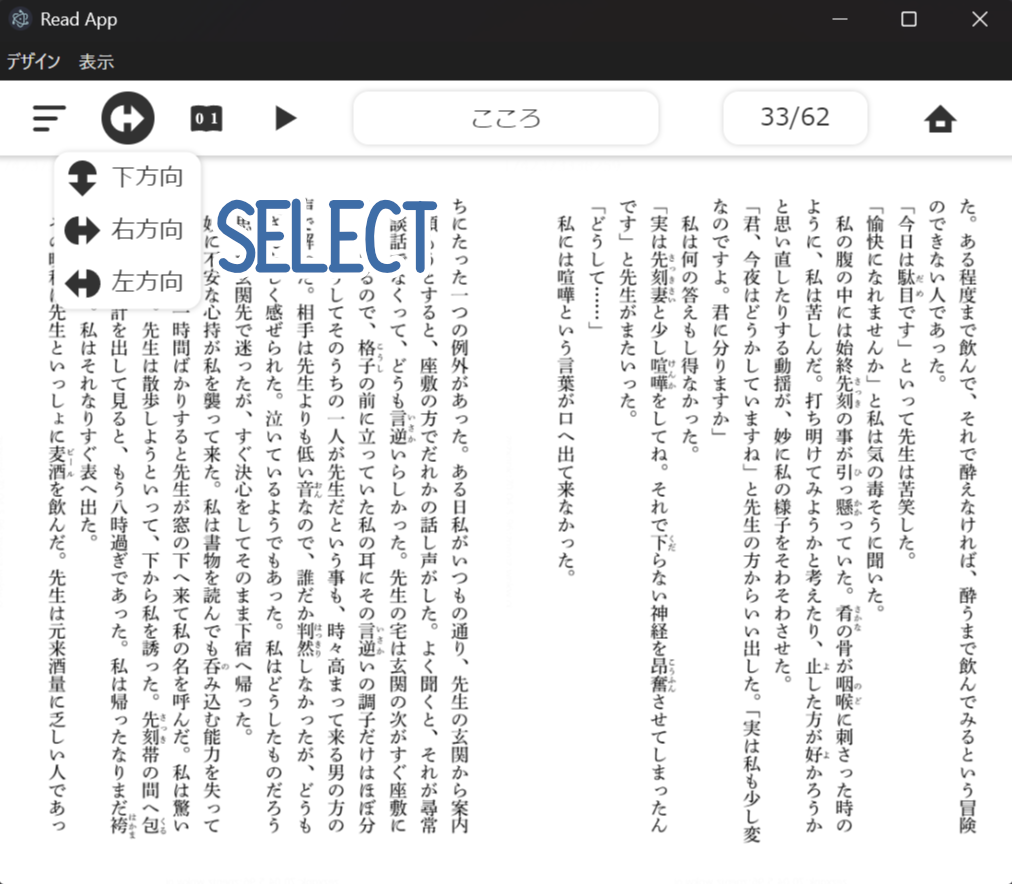 Read App
デザイン 表示
0 1
こころ
33/62
下方向
右方向
左方向
SELECT
た。ある程度まで飲んで、それで酔えなければ、酔うまで飲んでみるという冒険
のできない人であった。
「今日は駄目です」といって先生は苦笑した。
「愉快になれませんか」と私は気の毒そうに聞いた。
私の腹の中には始終先刻の事が引っ懸っていた。肴の骨が咽喉に刺さった時の
ように、私は苦しんだ。打ち明けてみようかと考えたり、止した方が好かろうか
と思い直したりする動揺が、妙に私の様子をそわそわさせた。
「君、今夜はどうかしていますね」と先生の方からいい出した。「実は私も少し変
なのですよ。君に分りますか」
私は何の答えもし得なかった。
「実は先刻妻と少し喧嘩をしてね。それで下らない神経を昂奮させてしまったん
です」と先生がまたいった。
「どうして……」
私には喧嘩という言葉が口へ出て来なかった。
ちにたった一つの例外があった。ある日私がいつもの通り、先生の玄関から案内
とすると、座敷の方でだれかの話し声がした。よく聞くと、それが尋常
談話でなくって、どうも言逆いらしかった。先生の宅は玄関の次がすぐ座敷に
るので、格子の前に立っていた私の耳にその言逆いの調子だけはほぼ分
うしてそのうちの一人が先生だという事も、時々高まって来る男の方の
た。相手は先生よりも低い音なので、誰だか判然しなかったが、どうも
く感ぜられた。泣いているようでもあった。私はどうしたものだろう
玄関先で迷ったが、すぐ決心をしてそのまま下宿へ帰った。
に不安な心持が私を襲って来た。私は書物を読んでも呑み込む能力を失って
一時間ばかりすると先生が窓の下へ来て私の名を呼んだ。私は驚い
先生は散歩しようといって、下から私を誘った。先刻帯の間へ包
計を出して見ると、もう八時過ぎであった。私は帰ったなりまだ袴
私はそれなりすぐ表へ出た。
先生といっしょに麦酒を飲んだ。先生は元来酒量に乏しい人であっ